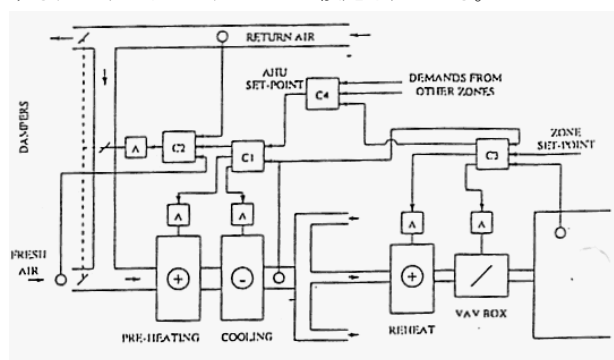 RETURN AIR
AHU
SET-POINT
C4
DEMANDS FROM
OTHER ZONES
DAMPERS
A
C2
C1
C3
ZONE
SET-POINT
A
A
A
A
FRESH
AIR
+
-
+
PRE-HEATING
COOLING
REHEAT
VAV BOX